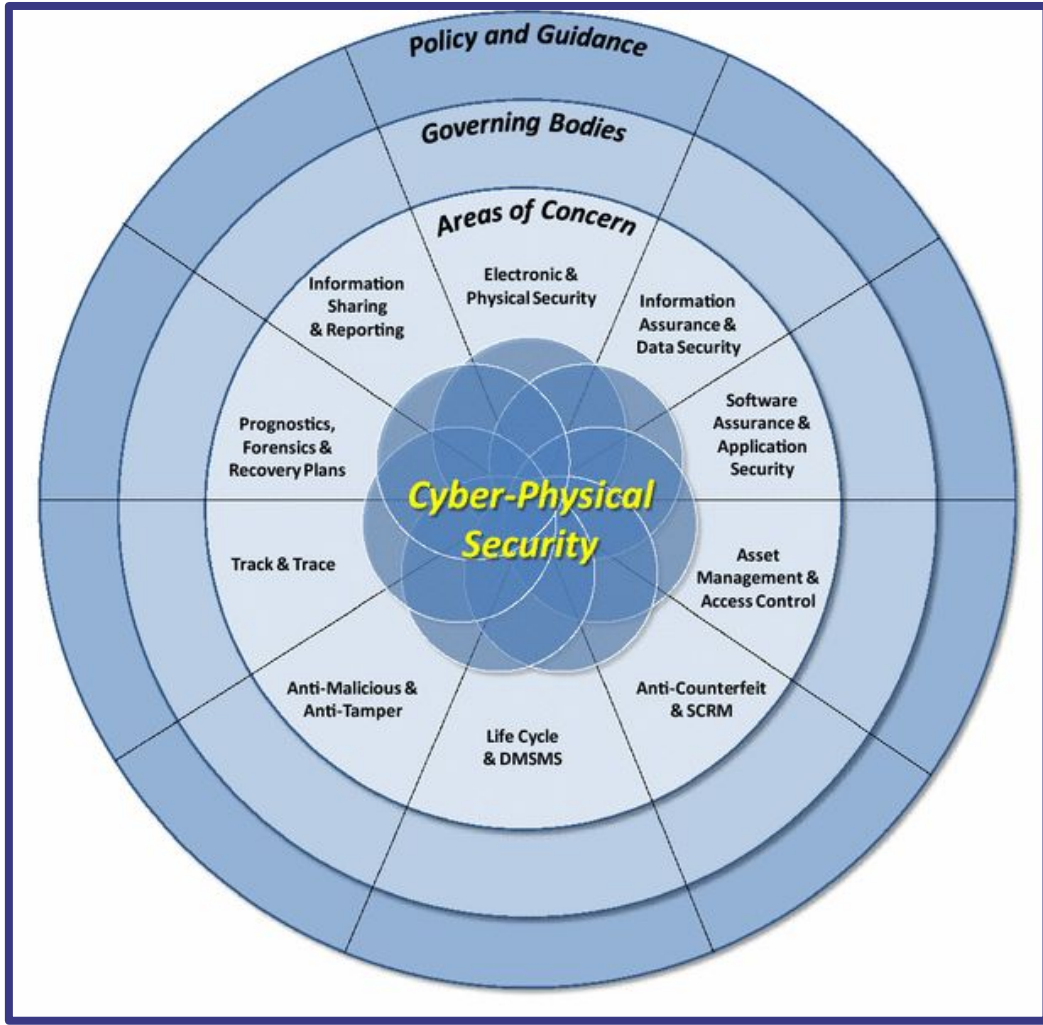 Policy and Guidance
Governing Bodies
Areas of Concern
Electronic &
Physical Security
Information
Assurance &
Data Security
Software
Assurance &
Application
Security
Asset
Management &
Access Control
Anti-Counterfeit
& SCRM
Life Cycle
& DMSMS
Anti-Malicious &
Anti-Tamper
Track & Trace
Prognostics,
Forensics &
Recovery Plans
Information
Sharing
& Reporting
Cyber-Physical
Security